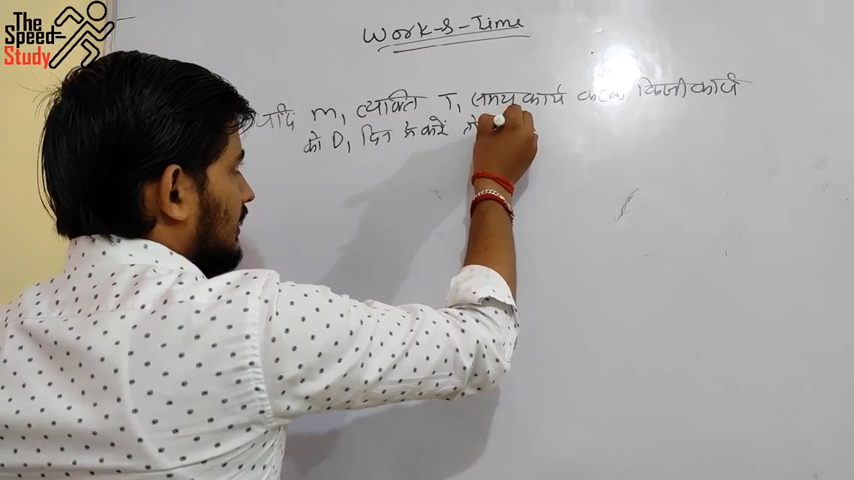 The
Speed-
Study
Work-&-Time
यदि m, व्यक्ति T, समय कार्य करके किसी कार्य
को D, दिन में करें तो